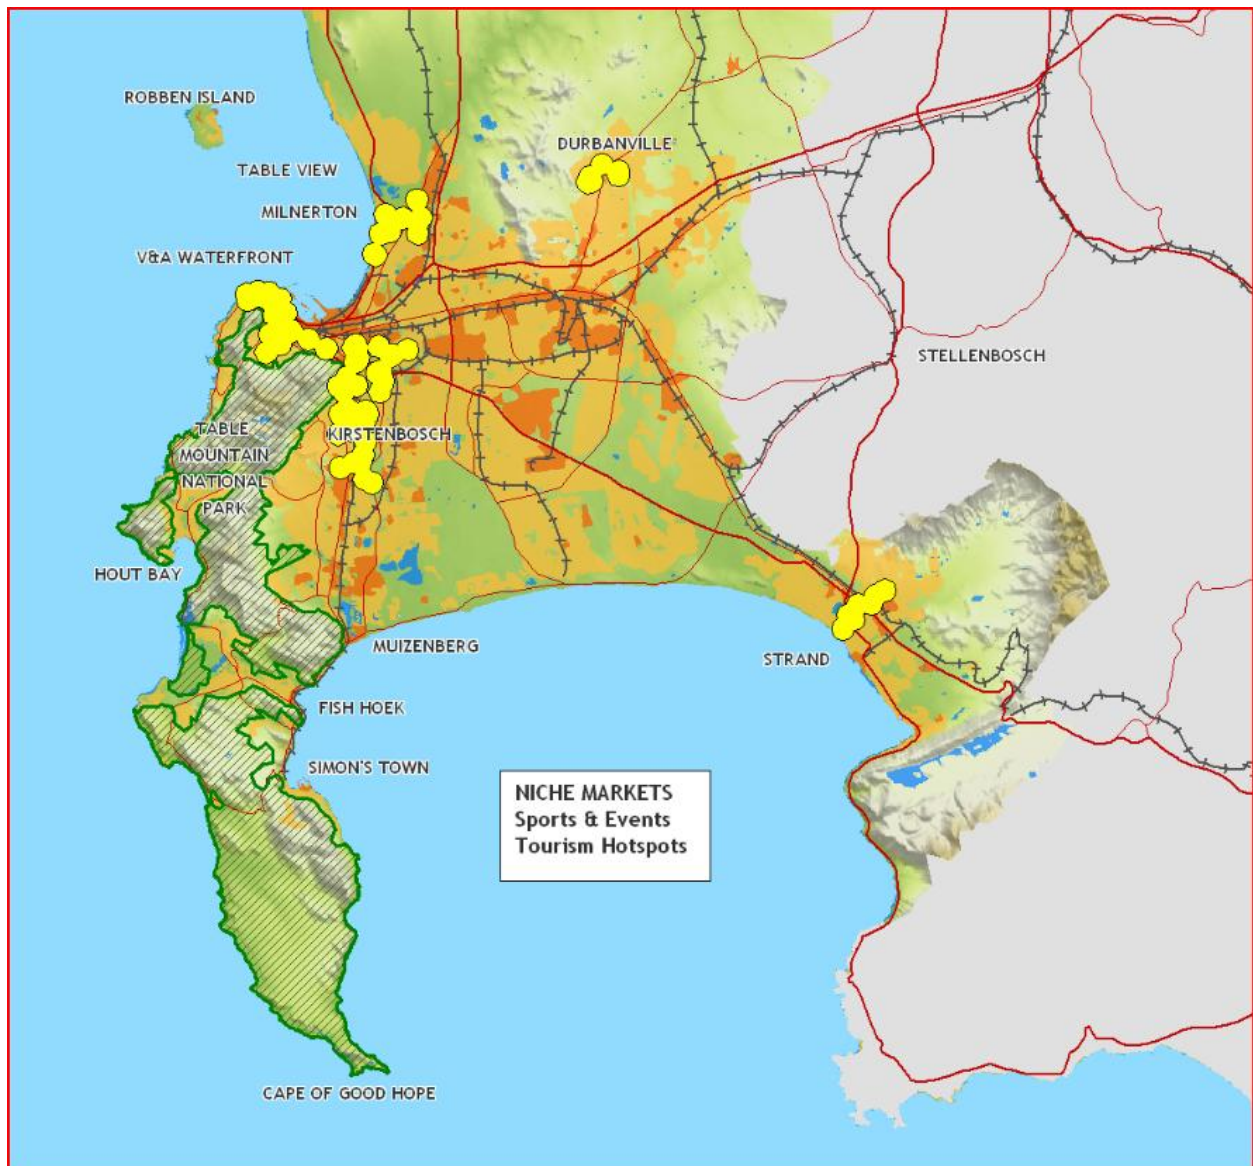 ROBBEN ISLAND
DURBANVILLE
TABLE VIEW
MILNERTON
V&A WATERFRONT
STELLENBOSCH
TABLE
MOUNTAIN
NATIONAL
PARK
KIRSTENBOSCH
HOUT BAY
MUIZENBERG
STRAND
FISH HOEK
SIMON'S TOWN
NICHE MARKETS
Sports & Events
Tourism Hotspots
CAPE OF GOOD HOPE